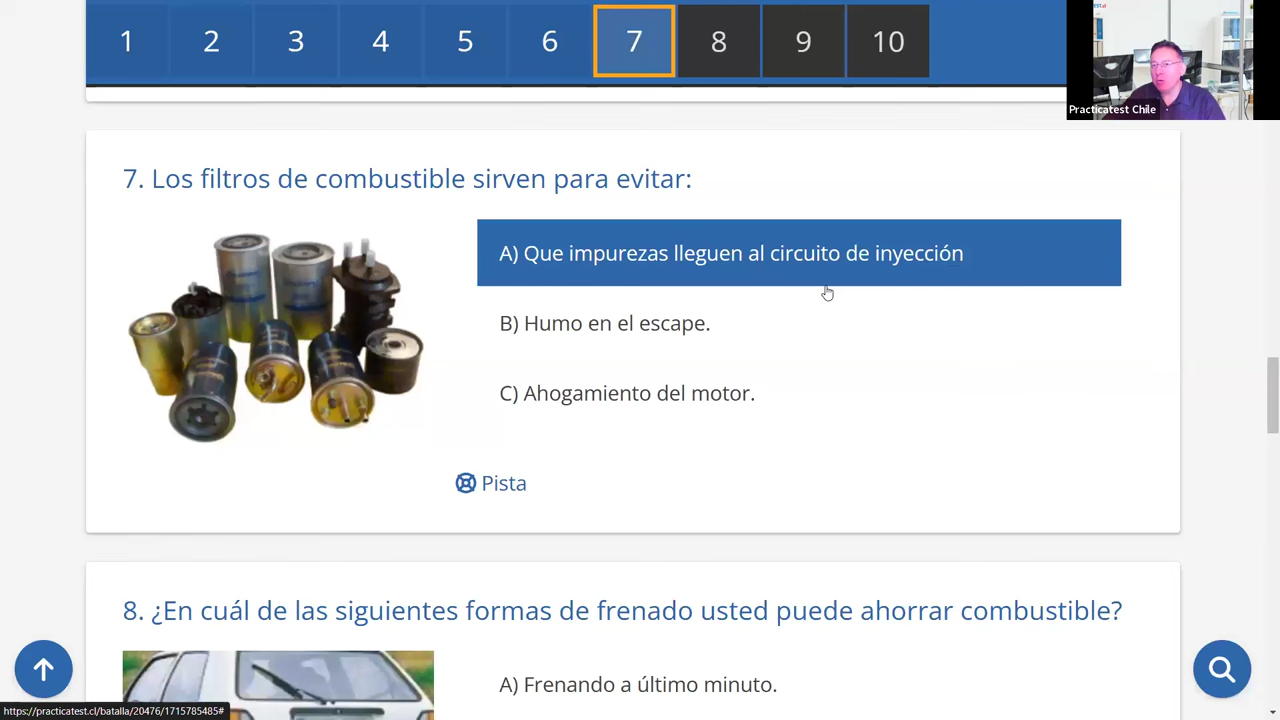 1 2 3 4 5 6 7 8 9 10
Practicatest Chile
7. Los filtros de combustible sirven para evitar:
A) Que impurezas lleguen al circuito de inyección
B) Humo en el escape.
C) Ahogamiento del motor.
Pista
8. ¿En cuál de las siguientes formas de frenado usted puede ahorrar combustible?
A) Frenando a último minuto.
https://practicatest.cl/batalla/20476/1715785485#